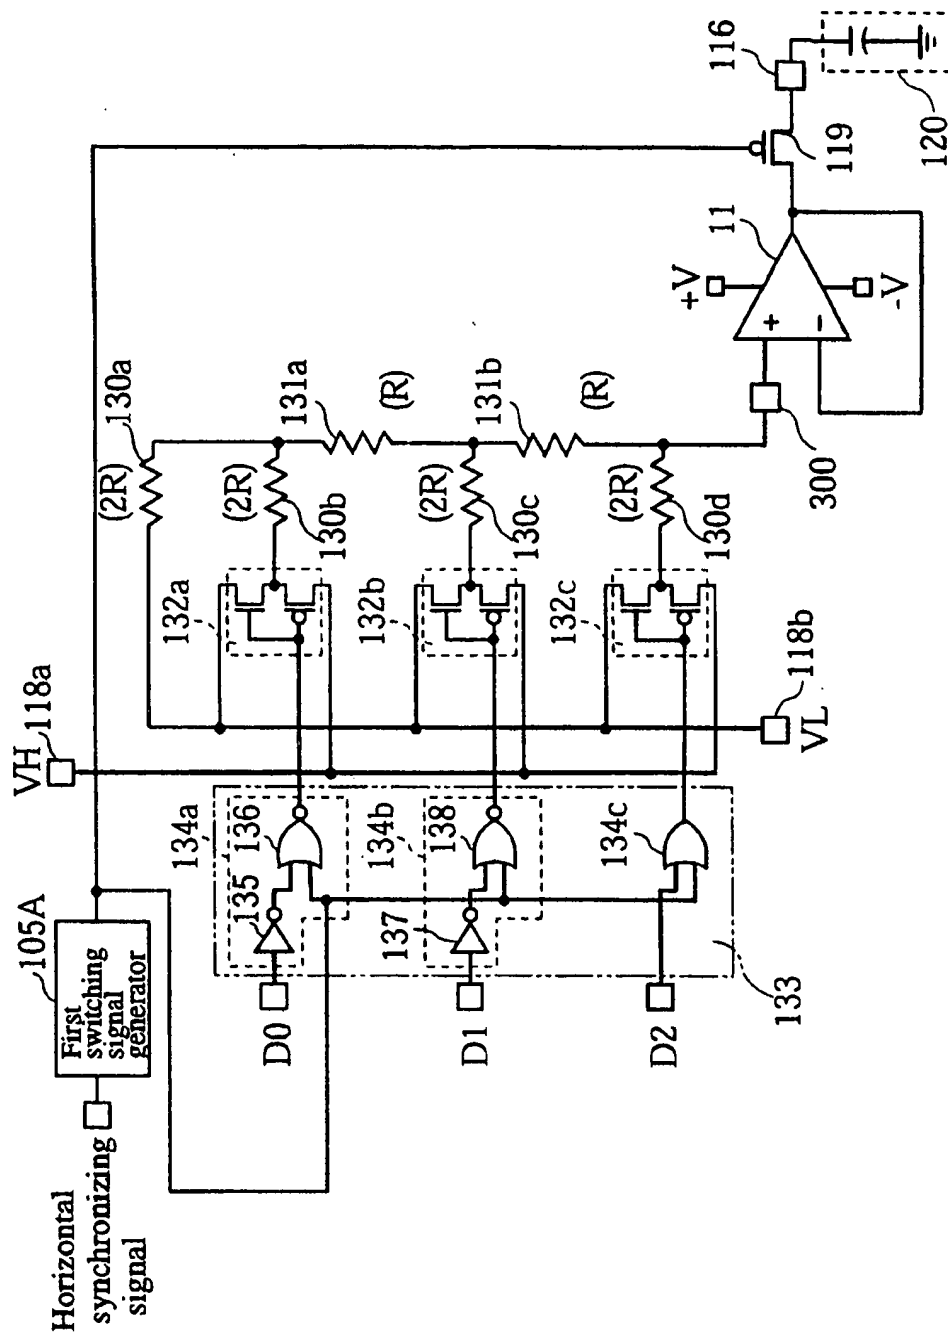 Horizontal
synchronizing
signal
105A
First
switching
signal
generator
VH
118a
130a
(2R)
131a
(R)
131b
(R)
(2R)
130b
(2R)
130c
(2R)
130d
132a
132b
132c
134a
136
135
134b
138
137
134c
133
D0
D1
D2
VL
118b
300
+V
-V
11
+
−
119
116
120